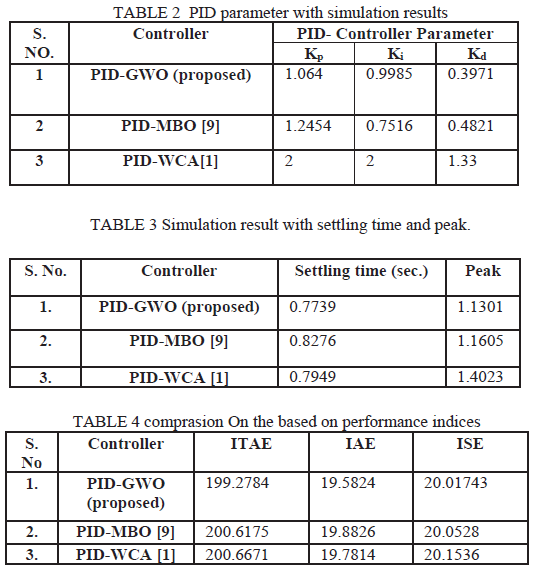 TABLE 2 PID parameter with simulation results
S. NO. Controller PID- Controller Parameter
Kp Ki Kd
1 PID-GWO (proposed) 1.064 0.9985 0.3971
2 PID-MBO [9] 1.2454 0.7516 0.4821
3 PID-WCA[1] 2 2 1.33
TABLE 3 Simulation result with settling time and peak.
S. No. Controller Settling time (sec.) Peak
1. PID-GWO (proposed) 0.7739 1.1301
2. PID-MBO [9] 0.8276 1.1605
3. PID-WCA [1] 0.7949 1.4023
TABLE 4 comprasion On the based on performance indices
S. No Controller ITAE IAE ISE
1. PID-GWO (proposed) 199.2784 19.5824 20.01743
2. PID-MBO [9] 200.6175 19.8826 20.0528
3. PID-WCA [1] 200.6671 19.7814 20.1536